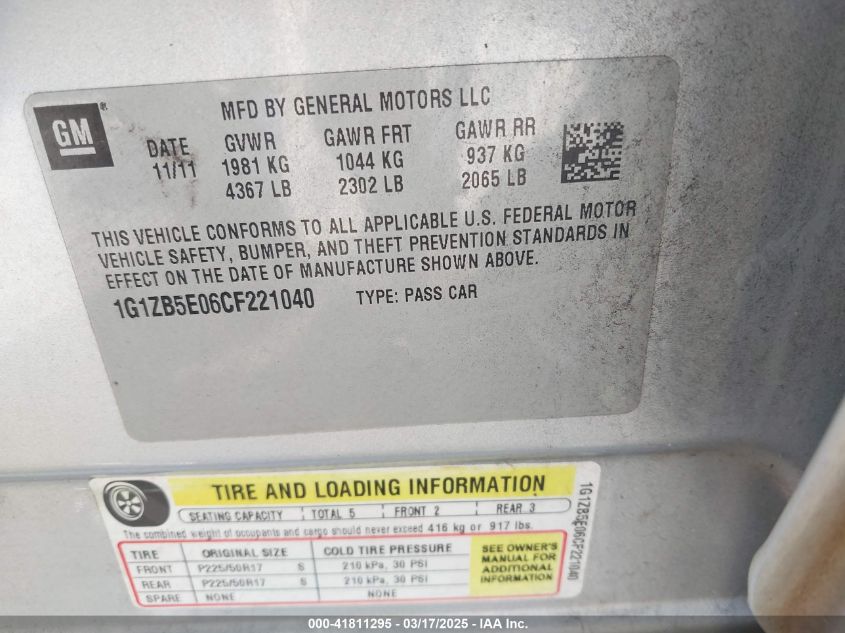 GM
MFD BY GENERAL MOTORS LLC
DATE GVWR GAWR FRT GAWR RR
11/11 1981 KG 1044 KG 937 KG
4367 LB 2302 LB 2065 LB
THIS VEHICLE CONFORMS TO ALL APPLICABLE U.S. FEDERAL MOTOR
VEHICLE SAFETY, BUMPER, AND THEFT PREVENTION STANDARDS IN
EFFECT ON THE DATE OF MANUFACTURE SHOWN ABOVE.
1G1ZB5E06CF221040 TYPE: PASS CAR
TIRE AND LOADING INFORMATION
SEATING CAPACITY TOTAL 5 FRONT 2 REAR 3
The combined weight of occupants and cargo should never exceed 416 kg or 917 lbs.
TIRE ORIGINAL SIZE COLD TIRE PRESSURE
FRONT P225/50R17 S 210 kPa, 30 PSI
REAR P225/50R17 S 210 kPa, 30 PSI
SPARE NONE NONE
SEE OWNER'S
MANUAL FOR
ADDITIONAL
INFORMATION
1G1ZB5E06CF221040
000-41811295 - 03/17/2025 - IAA Inc.